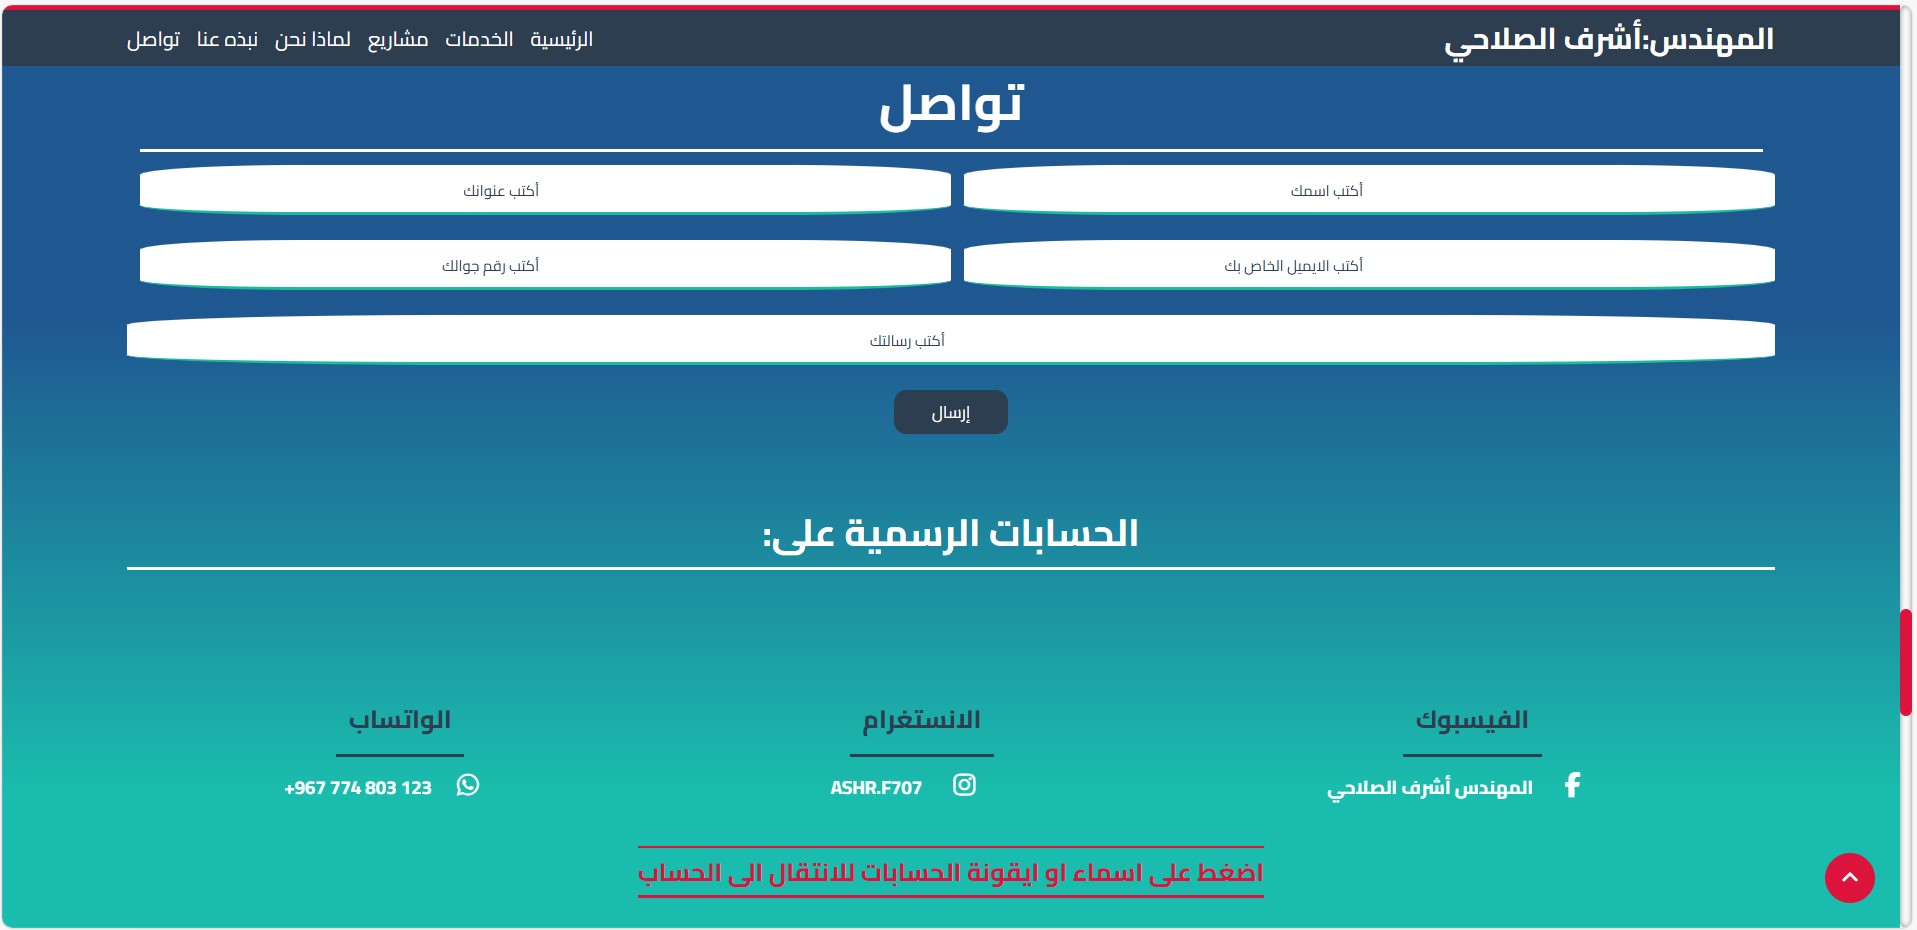 المهندس:أشرف الصلاحي
الرئيسية الخدمات مشاريع لماذا نحن نبذه عنا تواصل
تواصل
أكتب اسمك
أكتب عنوانك
أكتب الايميل الخاص بك
أكتب رقم جوالك
أكتب رسالتك
إرسال
الحسابات الرسمية على:
الفيسبوك
المهندس أشرف الصلاحي
الانستغرام
ASHR.F707
الواتساب
+967 774 803 123
اضغط على اسماء او ايقونة الحسابات للانتقال الى الحساب